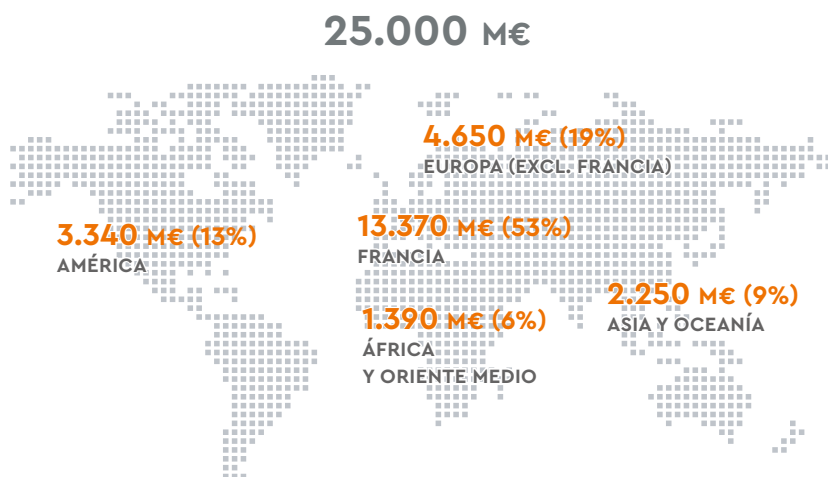 25.000 M€
4.650 M€ (19%)
EUROPA (EXCL. FRANCIA)
3.340 M€ (13%)
AMÉRICA
13.370 M€ (53%)
FRANCIA
2.250 M€ (9%)
ASIA Y OCEANÍA
1.390 M€ (6%)
ÁFRICA
Y ORIENTE MEDIO